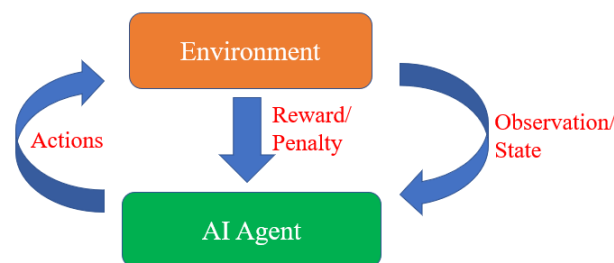 Environment
Actions
Reward/
Penalty
Observation/
State
AI Agent